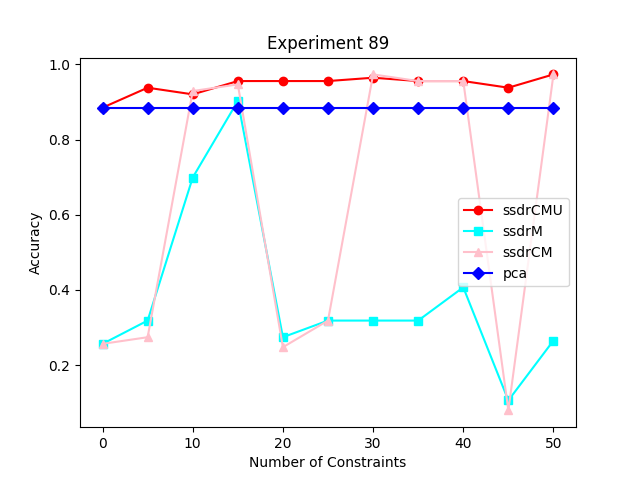 Experiment 89
Accuracy
1.0
0.8
0.6
0.4
0.2
ssdrCMU
ssdrM
ssdrCM
pca
0 10 20 30 40 50
Number of Constraints